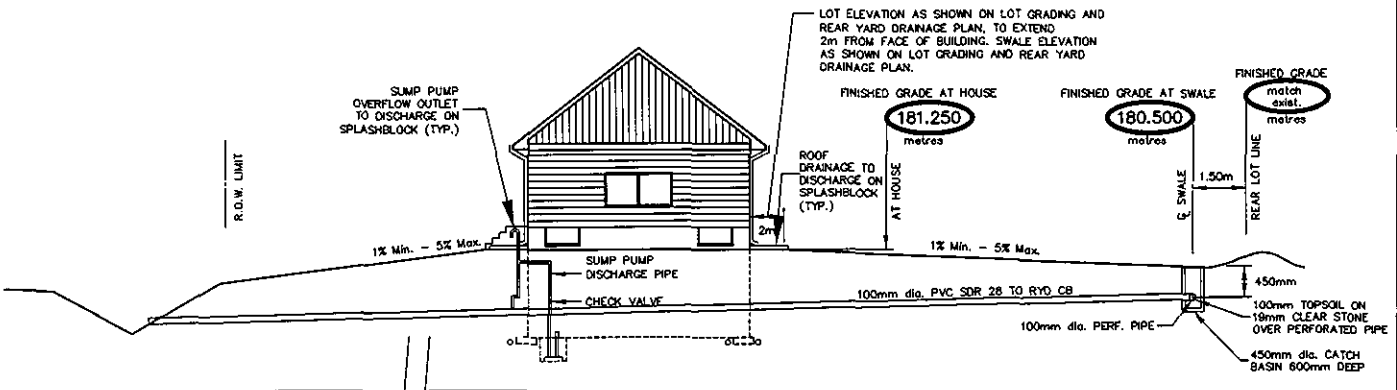 LOT ELEVATION AS SHOWN ON LOT GRADING AND
REAR YARD DRAINAGE PLAN, TO EXTEND
2m FROM FACE OF BUILDING. SWALE ELEVATION
AS SHOWN ON LOT GRADING AND REAR YARD
DRAINAGE PLAN.
SUMP PUMP
OVERFLOW OUTLET
TO DISCHARGE ON
SPLASHBLOCK (TYP.)
FINISHED GRADE AT HOUSE
181.250
metres
FINISHED GRADE AT SWALE
180.500
metres
FINISHED GRADE
match
exist.
metres
R.O.W. LIMIT
ROOF
DRAINAGE TO
DISCHARGE ON
SPLASHBLOCK
(TYP.)
2m
AT HOUSE
℄ SWALE
1.50m
REAR LOT LINE
1% Min. - 5% Max.
1% Min. - 5% Max.
SUMP PUMP
DISCHARGE PIPE
CHECK VALVE
100mm dia. PVC SDR 28 TO RYD CB
450mm
100mm dia. PERF. PIPE
100mm TOPSOIL ON
19mm CLEAR STONE
OVER PERFORATED PIPE
450mm dia. CATCH
BASIN 600mm DEEP